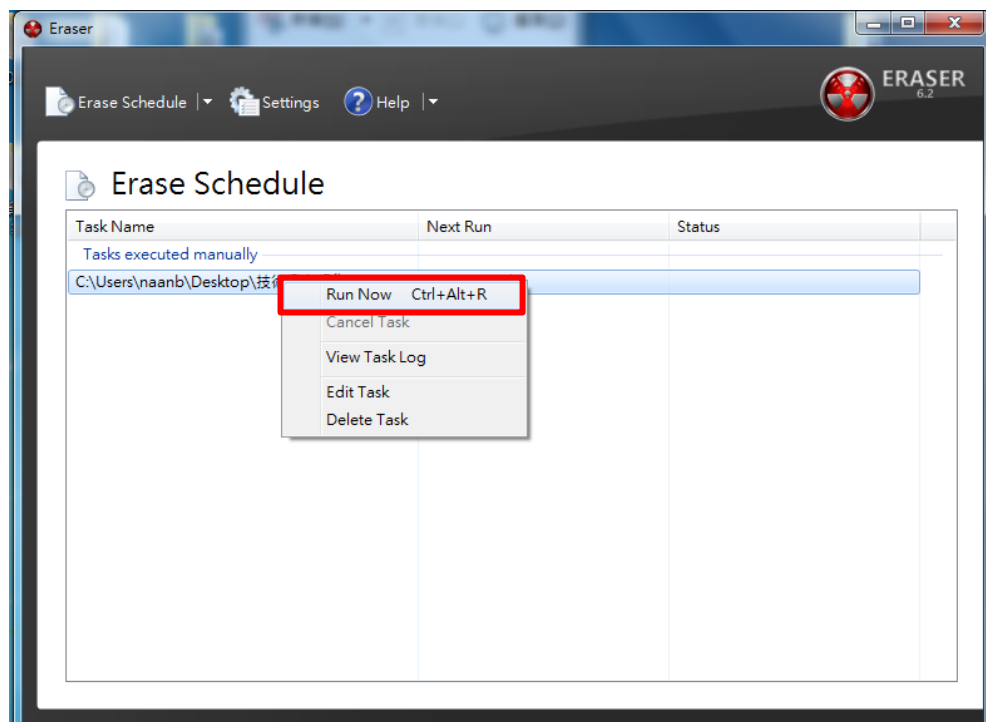 Eraser
Erase Schedule Settings Help
ERASER
6.2
Erase Schedule
Task Name Next Run Status
Tasks executed manually
C:\Users\naanb\Desktop\技術
Run Now Ctrl+Alt+R
Cancel Task
View Task Log
Edit Task
Delete Task